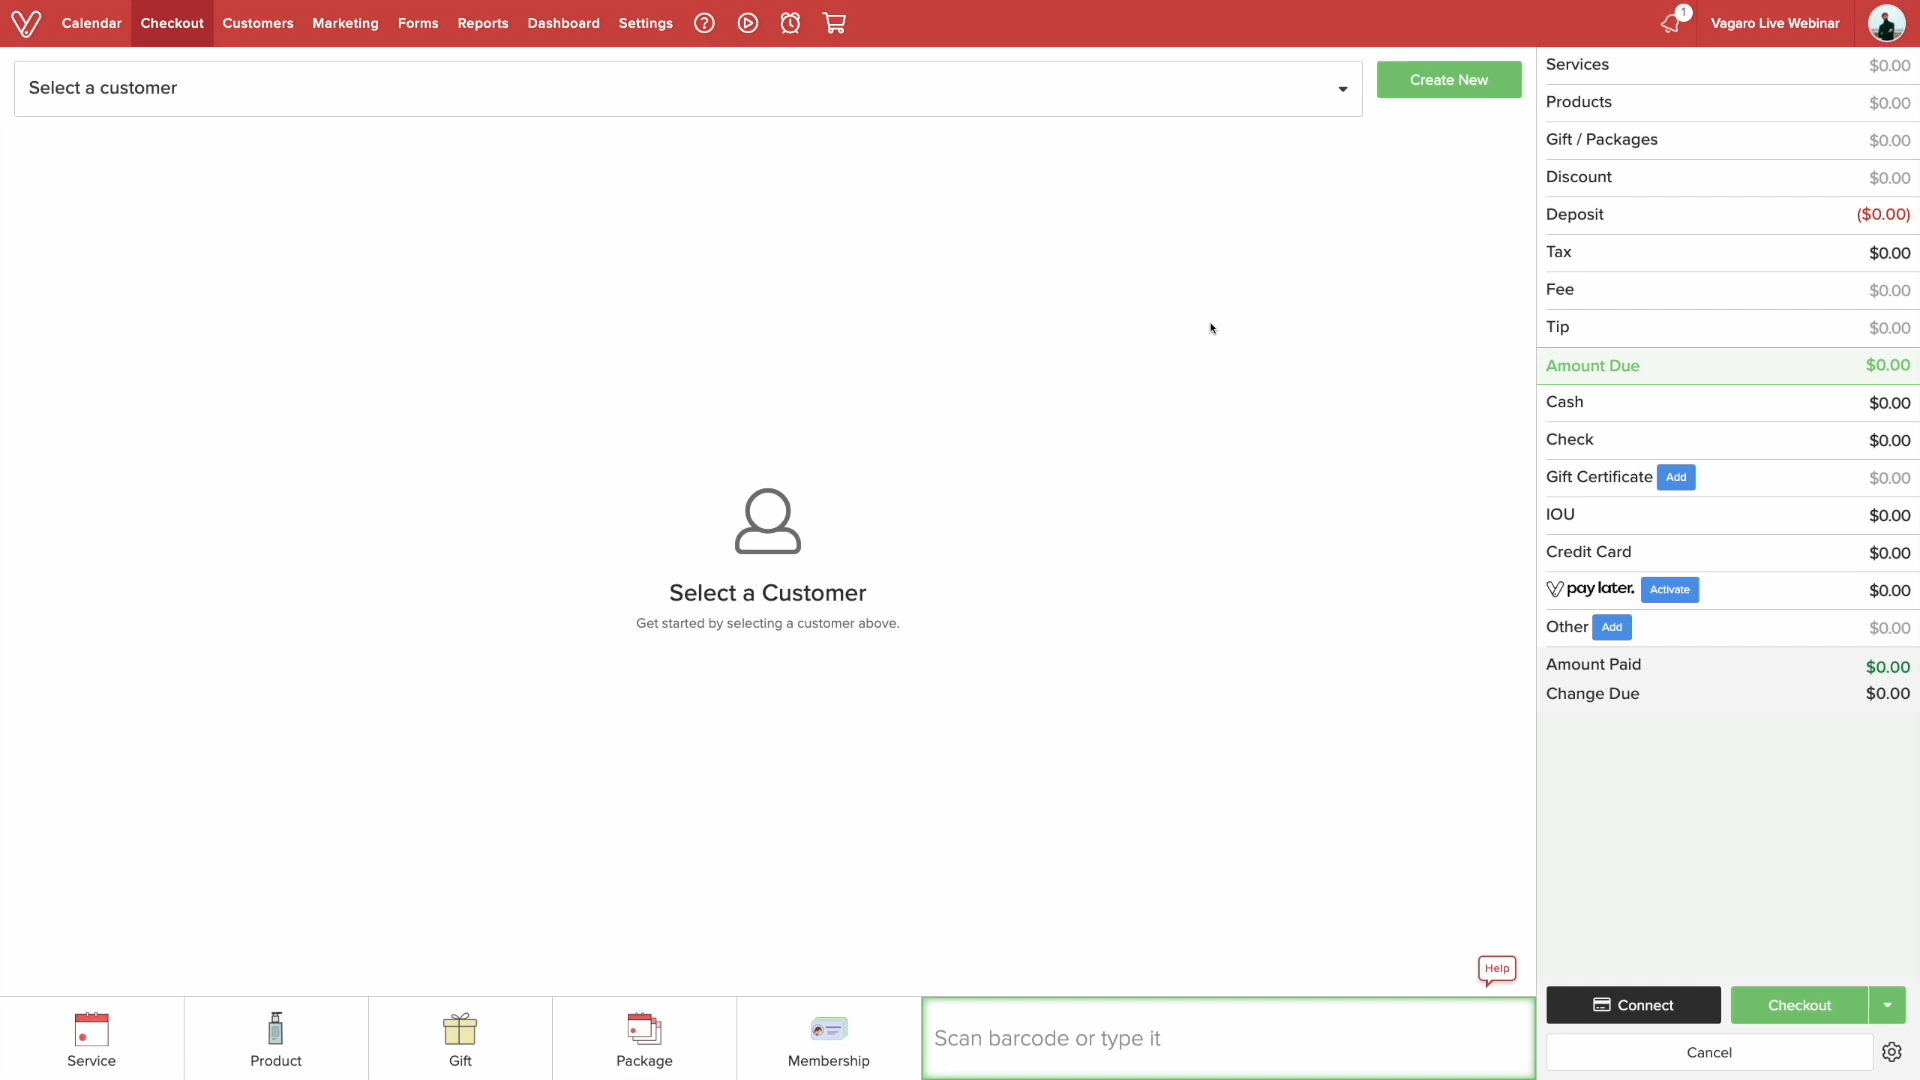 Calendar
Checkout
Customers
Marketing
Forms
Reports
Dashboard
Settings
1
Vagaro Live Webinar
Select a customer
Create New
Select a Customer
Get started by selecting a customer above.
Help
Service
Product
Gift
Package
Membership
Scan barcode or type it
Services $0.00
Products $0.00
Gift / Packages $0.00
Discount $0.00
Deposit ($0.00)
Tax $0.00
Fee $0.00
Tip $0.00
Amount Due $0.00
Cash $0.00
Check $0.00
Gift Certificate Add $0.00
IOU $0.00
Credit Card $0.00
pay later. Activate $0.00
Other Add $0.00
Amount Paid $0.00
Change Due $0.00
Connect
Checkout
Cancel